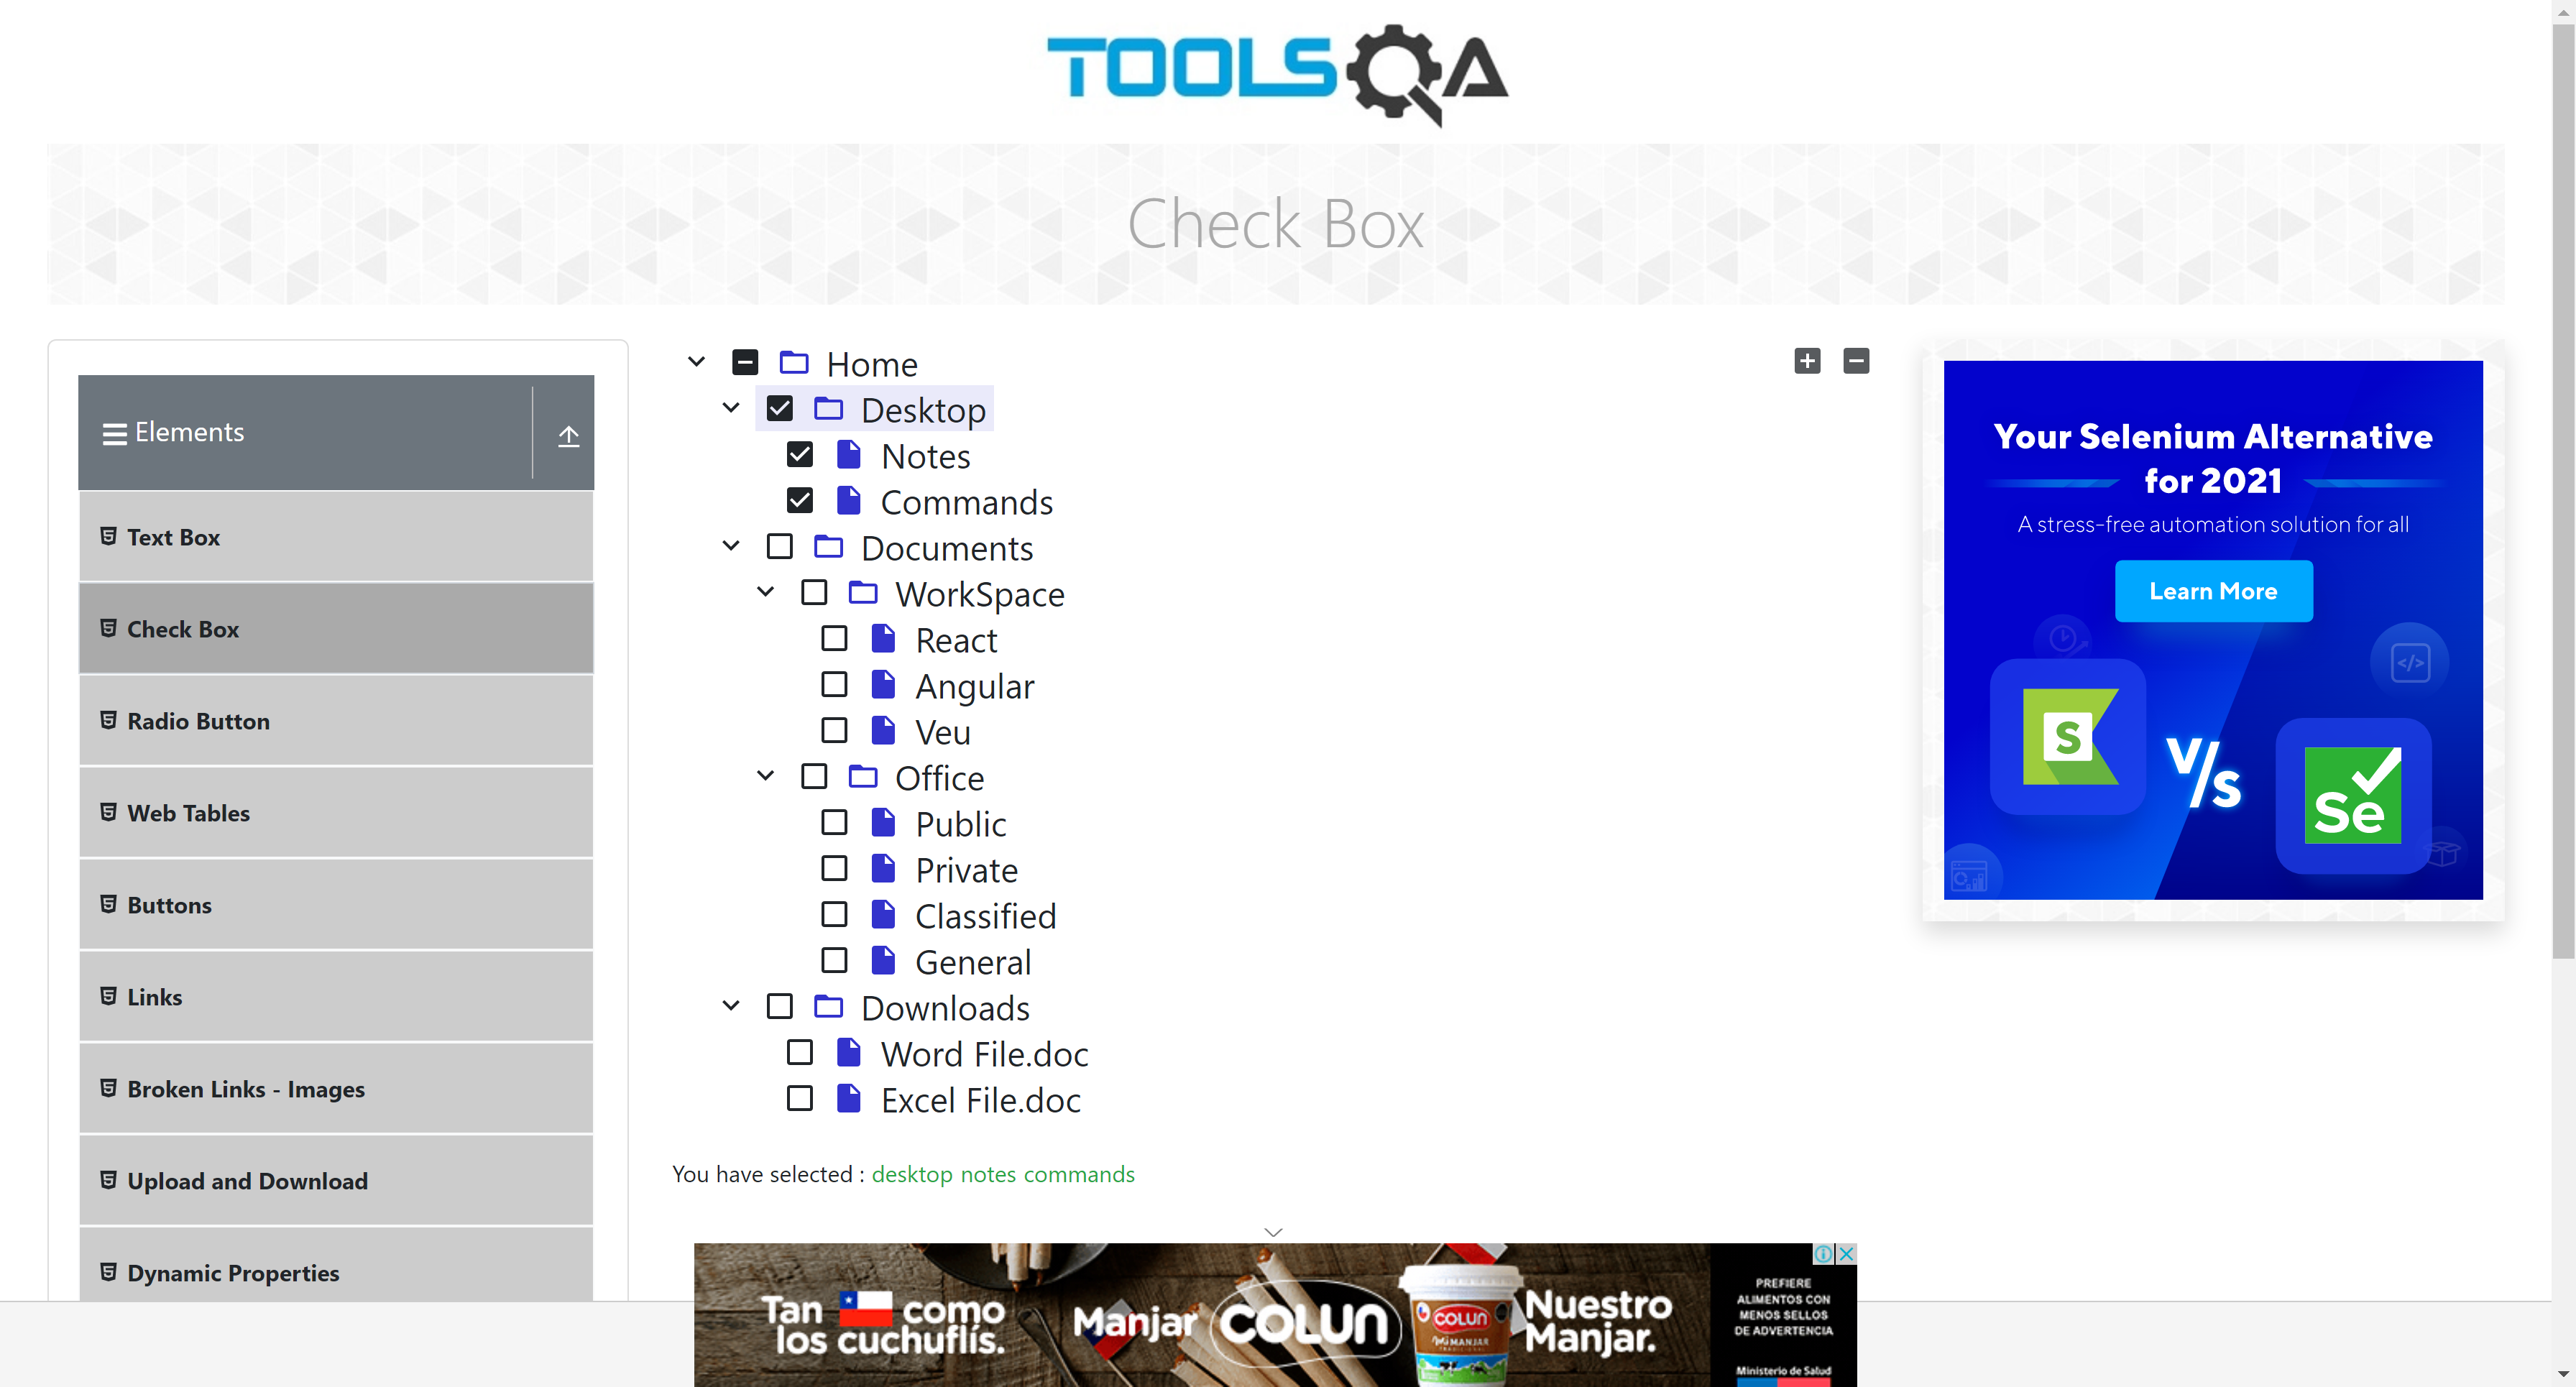 TOOLSQA
Check Box
Elements
Text Box
Check Box
Radio Button
Web Tables
Buttons
Links
Broken Links - Images
Upload and Download
Dynamic Properties
Home
Desktop
Notes
Commands
Documents
WorkSpace
React
Angular
Veu
Office
Public
Private
Classified
General
Downloads
Word File.doc
Excel File.doc
You have selected : desktop notes commands
Your Selenium Alternative
for 2021
A stress-free automation solution for all
Learn More
</>
S
V/s
Se
Tan como
los cuchuflís.
Manjar COLUN
COLUN
MANJAR
Nuestro
Manjar.
PREFIERE
ALIMENTOS CON
MENOS SELLOS
DE ADVERTENCIA
Ministerio de Salud